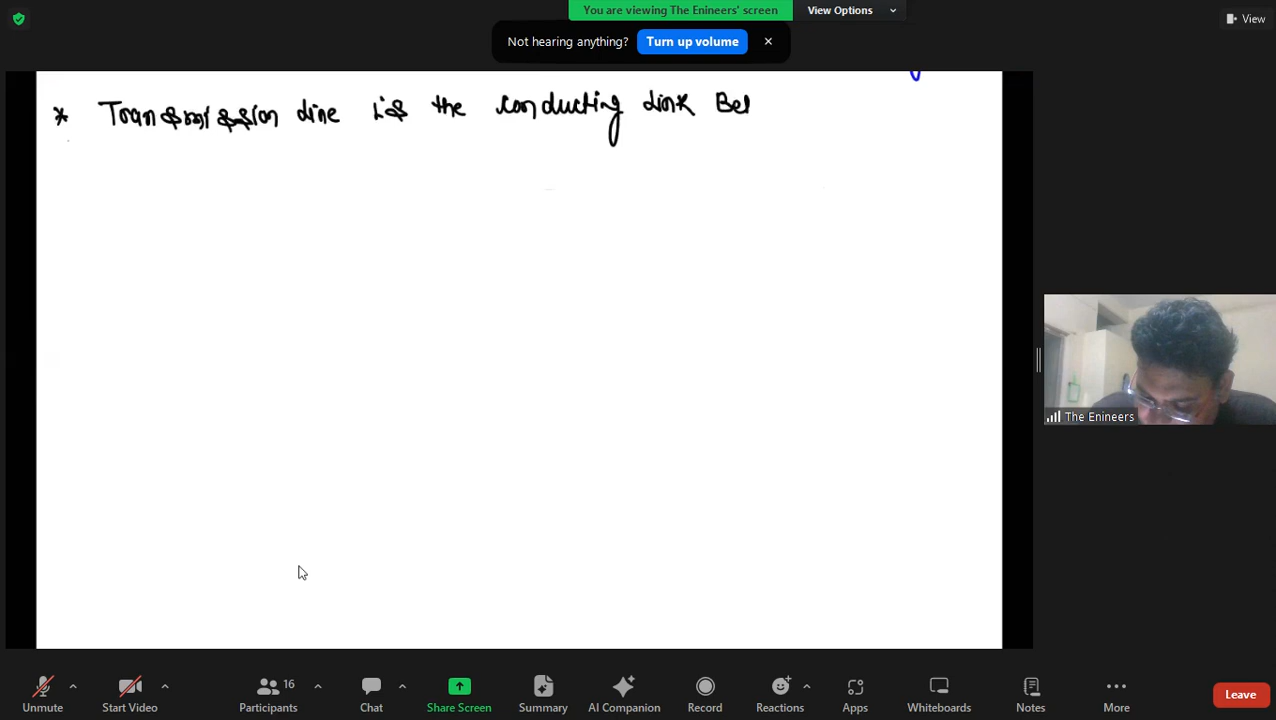 You are viewing The Enineers' screen
View Options
View
Not hearing anything?
Turn up volume
* Transmission line is the conducting link Bet
The Enineers
Unmute
Start Video
16
Participants
Chat
Share Screen
Summary
AI Companion
Record
Reactions
Apps
Whiteboards
Notes
More
Leave